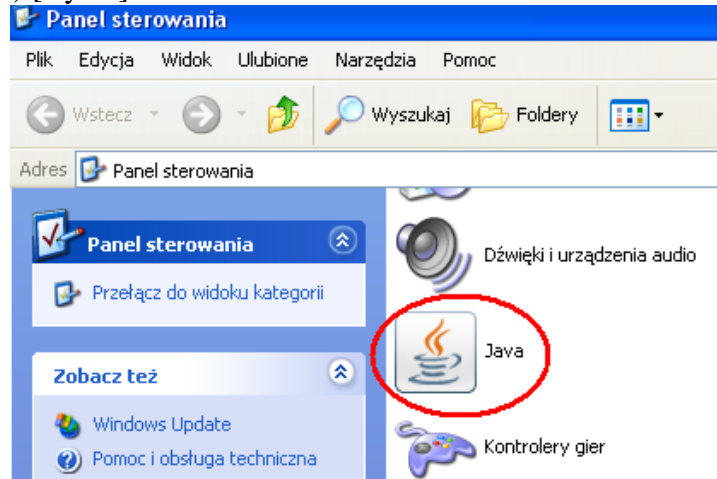 Panel sterowania
Plik Edycja Widok Ulubione Narzędzia Pomoc
Wstecz Wyszukaj Foldery
Adres Panel sterowania
Panel sterowania
Przełącz do widoku kategorii
Zobacz też
Windows Update
Pomoc i obsługa techniczna
Dźwięki i urządzenia audio
Java
Kontrolery gier